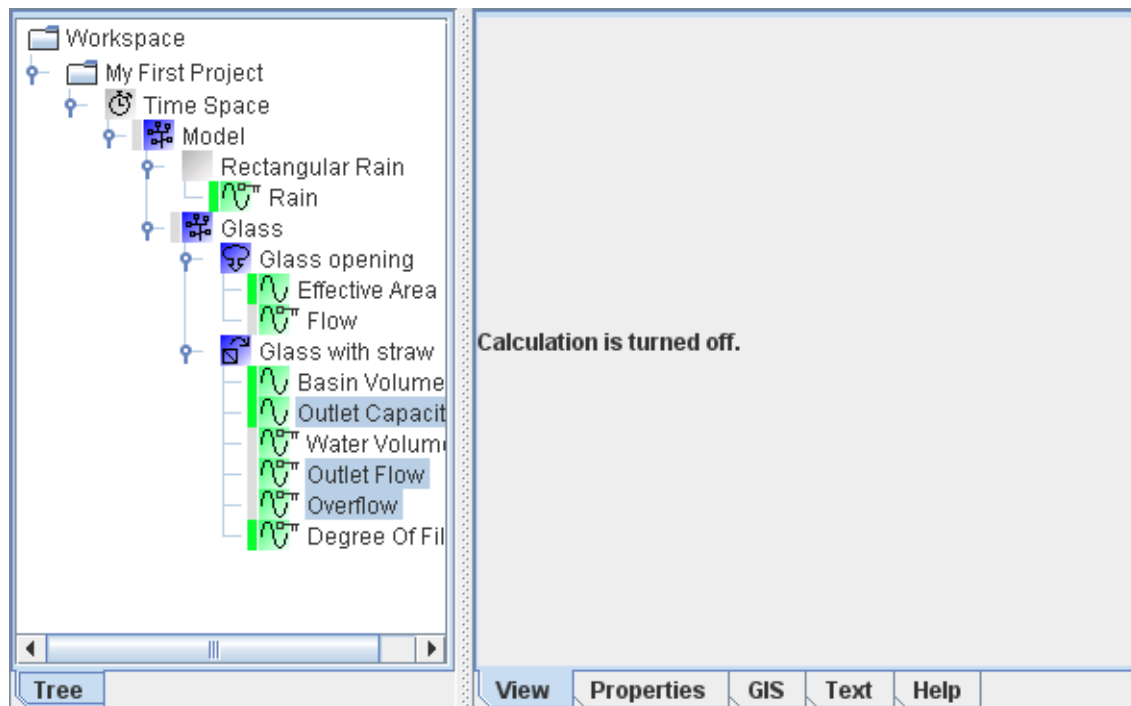 Workspace
My First Project
Time Space
Model
Rectangular Rain
Rain
Glass
Glass opening
Effective Area
Flow
Glass with straw
Basin Volume
Outlet Capacit
Water Volum
Outlet Flow
Overflow
Degree Of Fil
Tree
Calculation is turned off.
View Properties GIS Text Help